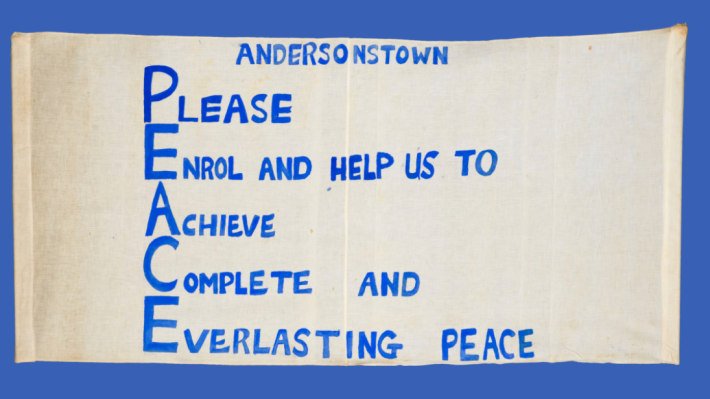 ANDERSONSTOWN
PLEASE
ENROL AND HELP US TO
ACHIEVE
COMPLETE AND
EVERLASTING PEACE